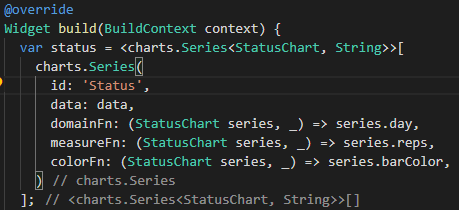 @override
Widget build(BuildContext context) {
  var status = <charts.Series<StatusChart, String>>[
    charts.Series(
      id: 'Status',
      data: data,
      domainFn: (StatusChart series, _) => series.day,
      measureFn: (StatusChart series, _) => series.reps,
      colorFn: (StatusChart series, _) => series.barColor,
    ) // charts.Series
  ]; // <charts.Series<StatusChart, String>>[]